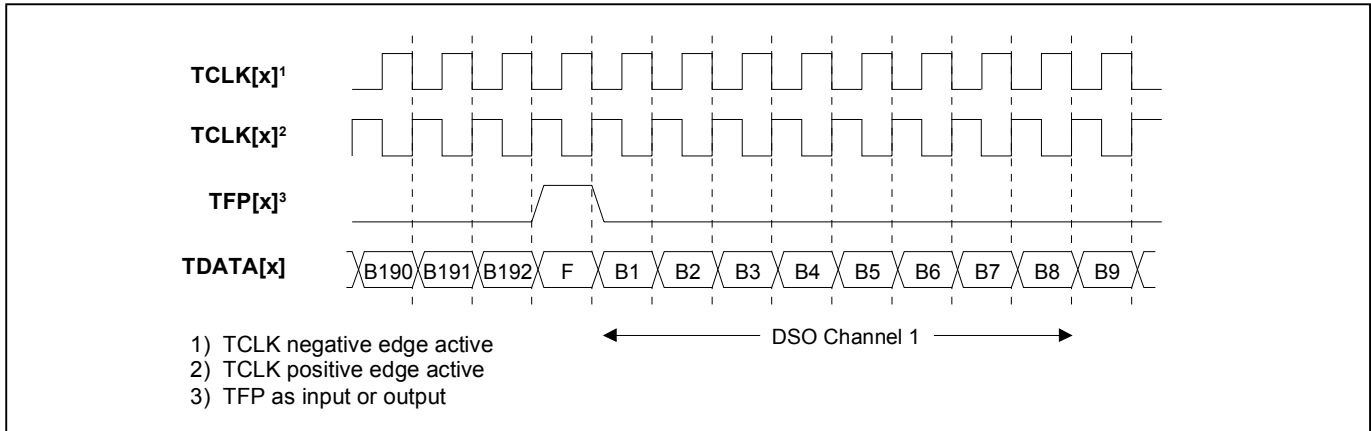 TCLK[x]¹
TCLK[x]²
TFP[x]³
TDATA[x] B190 B191 B192 F B1 B2 B3 B4 B5 B6 B7 B8 B9
DSO Channel 1
1) TCLK negative edge active
2) TCLK positive edge active
3) TFP as input or output